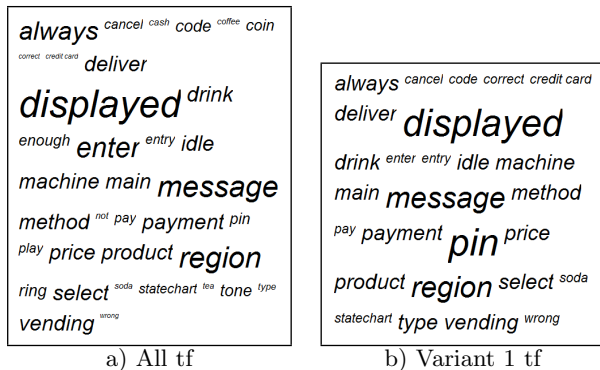 always cancel cash code coffee coin
correct credit card deliver
displayed drink
enough enter entry idle
machine main message
method not pay payment pin
play price product region
ring select soda statechart tea tone type
vending wrong
a) All tf
always cancel code correct credit card
deliver displayed
drink enter entry idle machine
main message method
pay payment pin price
product region select soda
statechart type vending wrong
b) Variant 1 tf